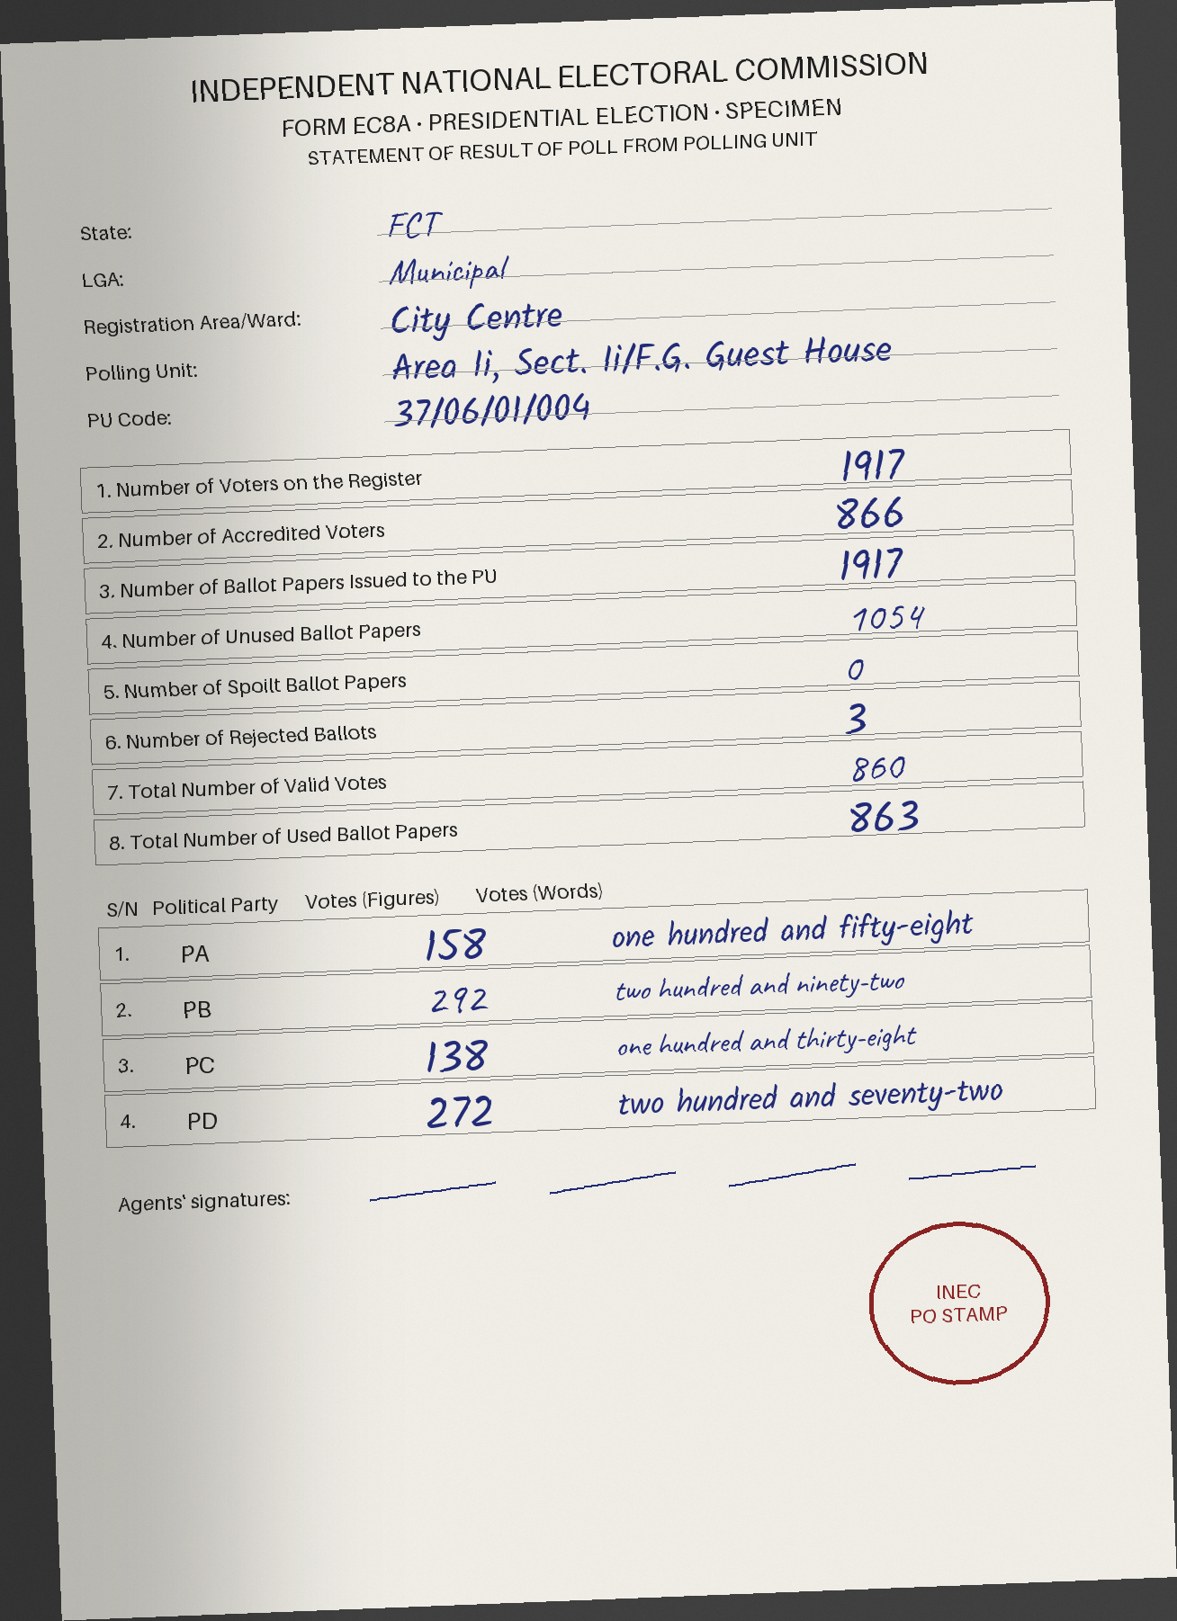 INDEPENDENT NATIONAL ELECTORAL COMMISSION
FORM EC8A · PRESIDENTIAL ELECTION · SPECIMEN
STATEMENT OF RESULT OF POLL FROM POLLING UNIT
State: FCT
LGA: Municipal
Registration Area/Ward: City Centre
Polling Unit: Area Ii, Sect. Ii/F.G. Guest House
PU Code: 37/06/01/004
1. Number of Voters on the Register 1917
2. Number of Accredited Voters 866
3. Number of Ballot Papers Issued to the PU 1917
4. Number of Unused Ballot Papers 1054
5. Number of Spoilt Ballot Papers 0
6. Number of Rejected Ballots 3
7. Total Number of Valid Votes 860
8. Total Number of Used Ballot Papers 863
S/N Political Party Votes (Figures) Votes (Words)
1. PA 158 one hundred and fifty-eight
2. PB 292 two hundred and ninety-two
3. PC 138 one hundred and thirty-eight
4. PD 272 two hundred and seventy-two
Agents' signatures:
INEC
PO STAMP